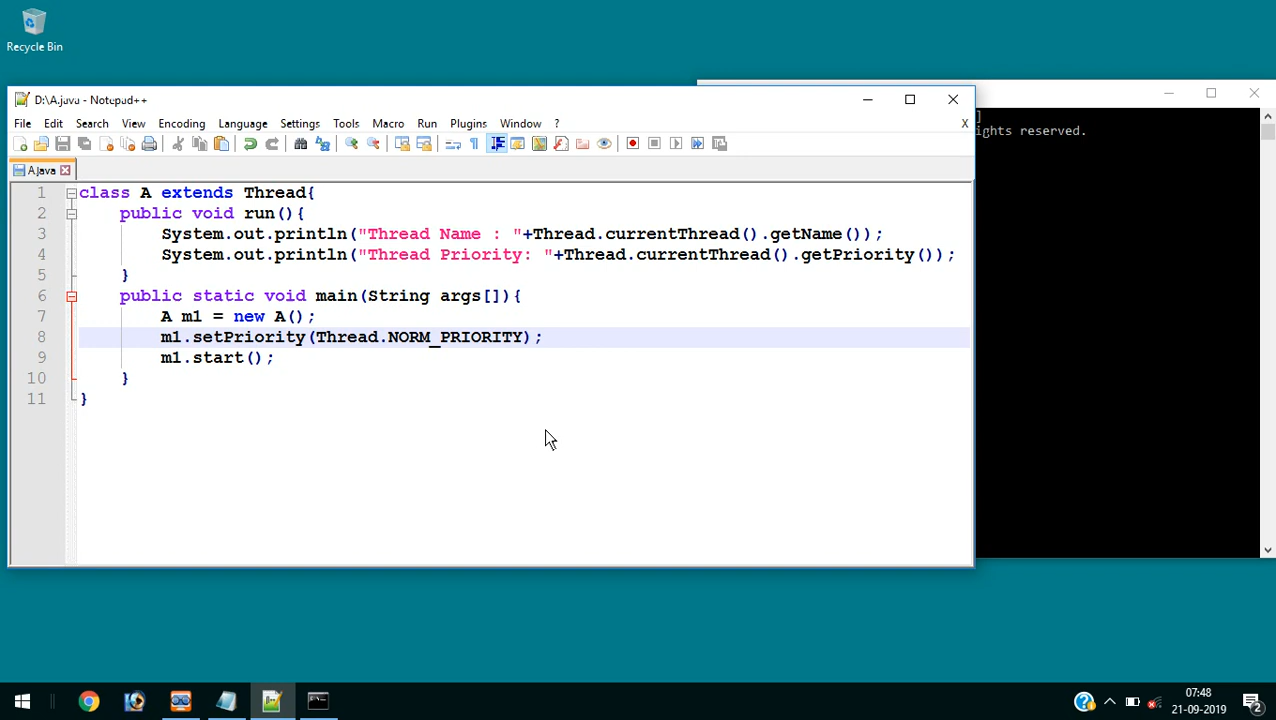 Recycle Bin
D:\A.java - Notepad++
File Edit Search View Encoding Language Settings Tools Macro Run Plugins Window ? X
]
ights reserved.
A.java
1 class A extends Thread{
2 public void run(){
3 System.out.println("Thread Name : "+Thread.currentThread().getName());
4 System.out.println("Thread Priority: "+Thread.currentThread().getPriority());
5 }
6 public static void main(String args[]){
7 A m1 = new A();
8 m1.setPriority(Thread.NORM_PRIORITY);
9 m1.start();
10 }
11 }
07:48
21-09-2019
2